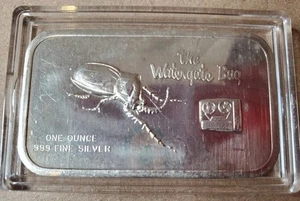 The
Watergate Bug
ONE OUNCE
999 FINE SILVER